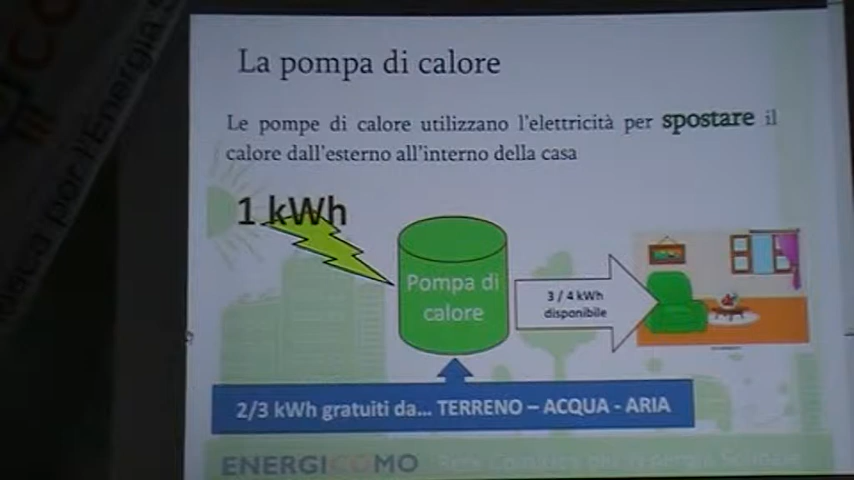 La pompa di calore
Le pompe di calore utilizzano l'elettricità per spostare il
calore dall'esterno all'interno della casa
1 kWh
Pompa di
calore
3 / 4 kWh
disponibile
2/3 kWh gratuiti da... TERRENO – ACQUA - ARIA
ENERGICOMO
per l'Energia